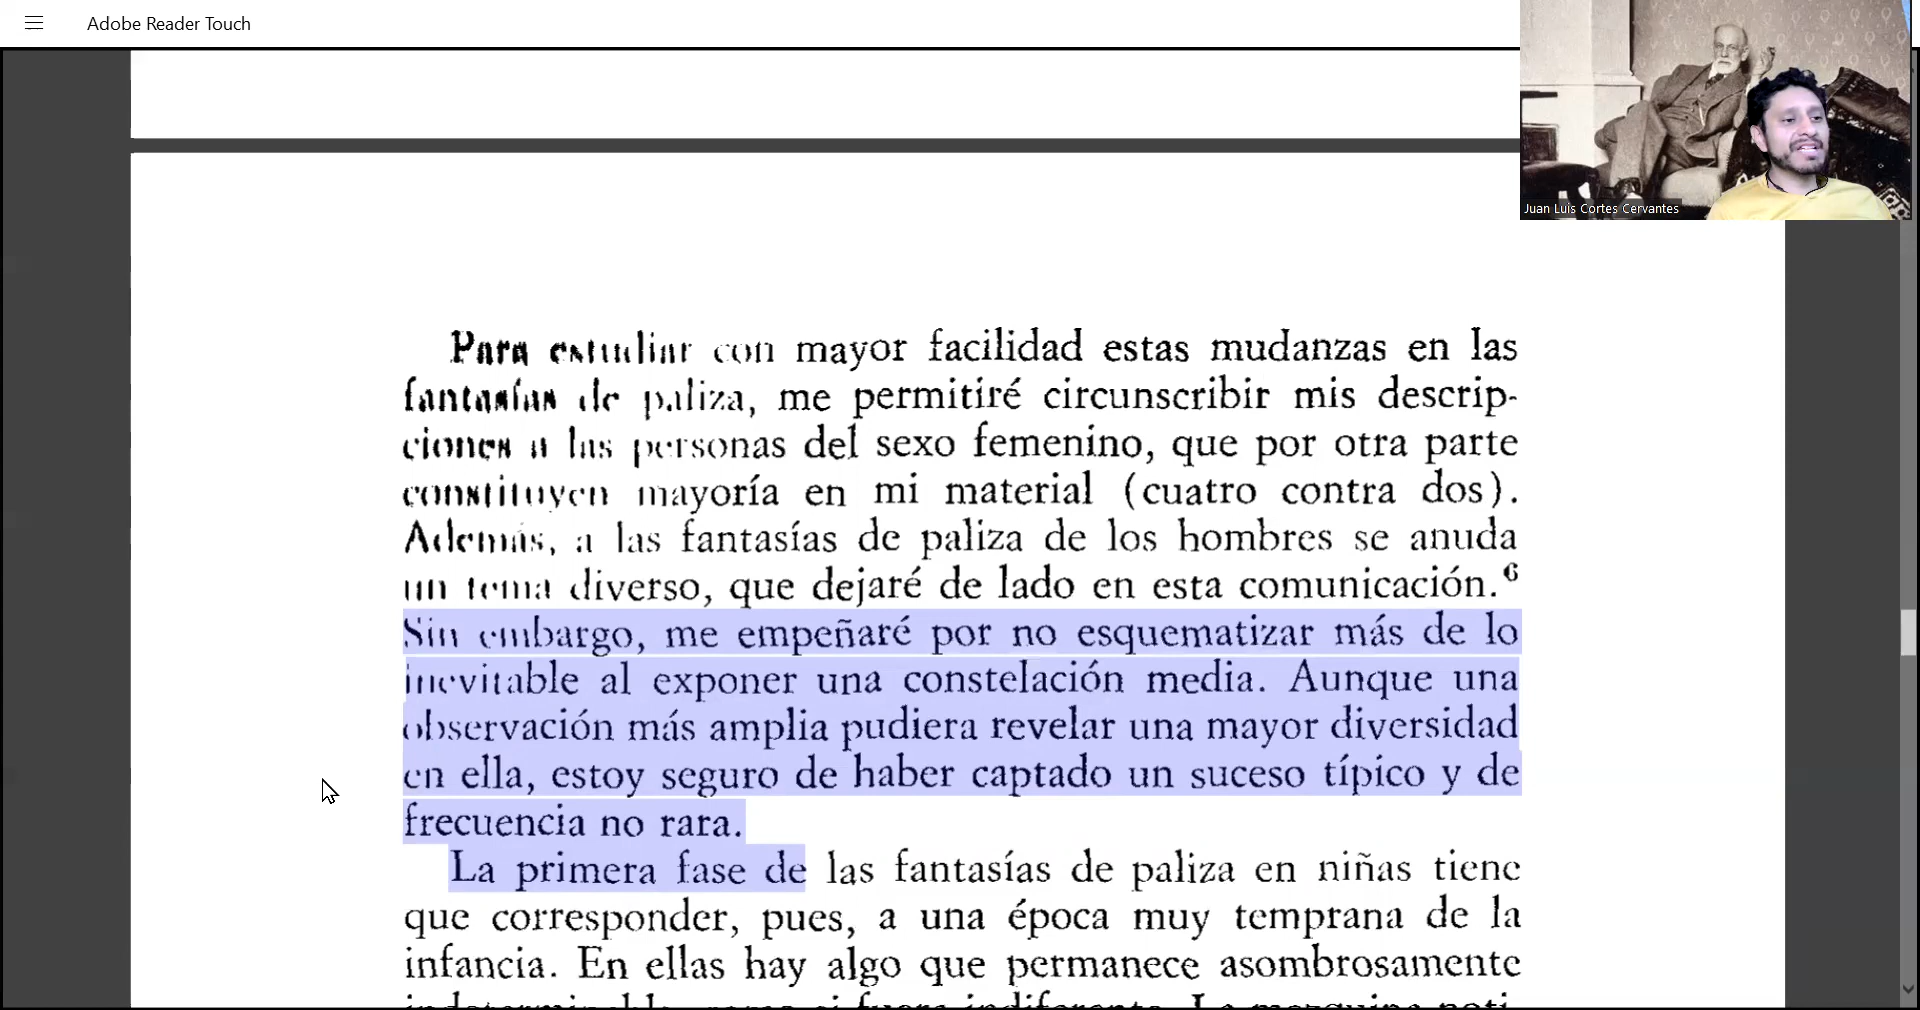 Adobe Reader Touch
Juan Luis Cortes Cervantes
Para estudiar con mayor facilidad estas mudanzas en las
fantasías de paliza, me permitiré circunscribir mis descrip-
ciones a las personas del sexo femenino, que por otra parte
constituyen mayoría en mi material (cuatro contra dos).
Además, a las fantasías de paliza de los hombres se anuda
un tema diverso, que dejaré de lado en esta comunicación.⁶
Sin embargo, me empeñaré por no esquematizar más de lo
inevitable al exponer una constelación media. Aunque una
observación más amplia pudiera revelar una mayor diversidad
en ella, estoy seguro de haber captado un suceso típico y de
frecuencia no rara.
La primera fase de las fantasías de paliza en niñas tiene
que corresponder, pues, a una época muy temprana de la
infancia. En ellas hay algo que permanece asombrosamente